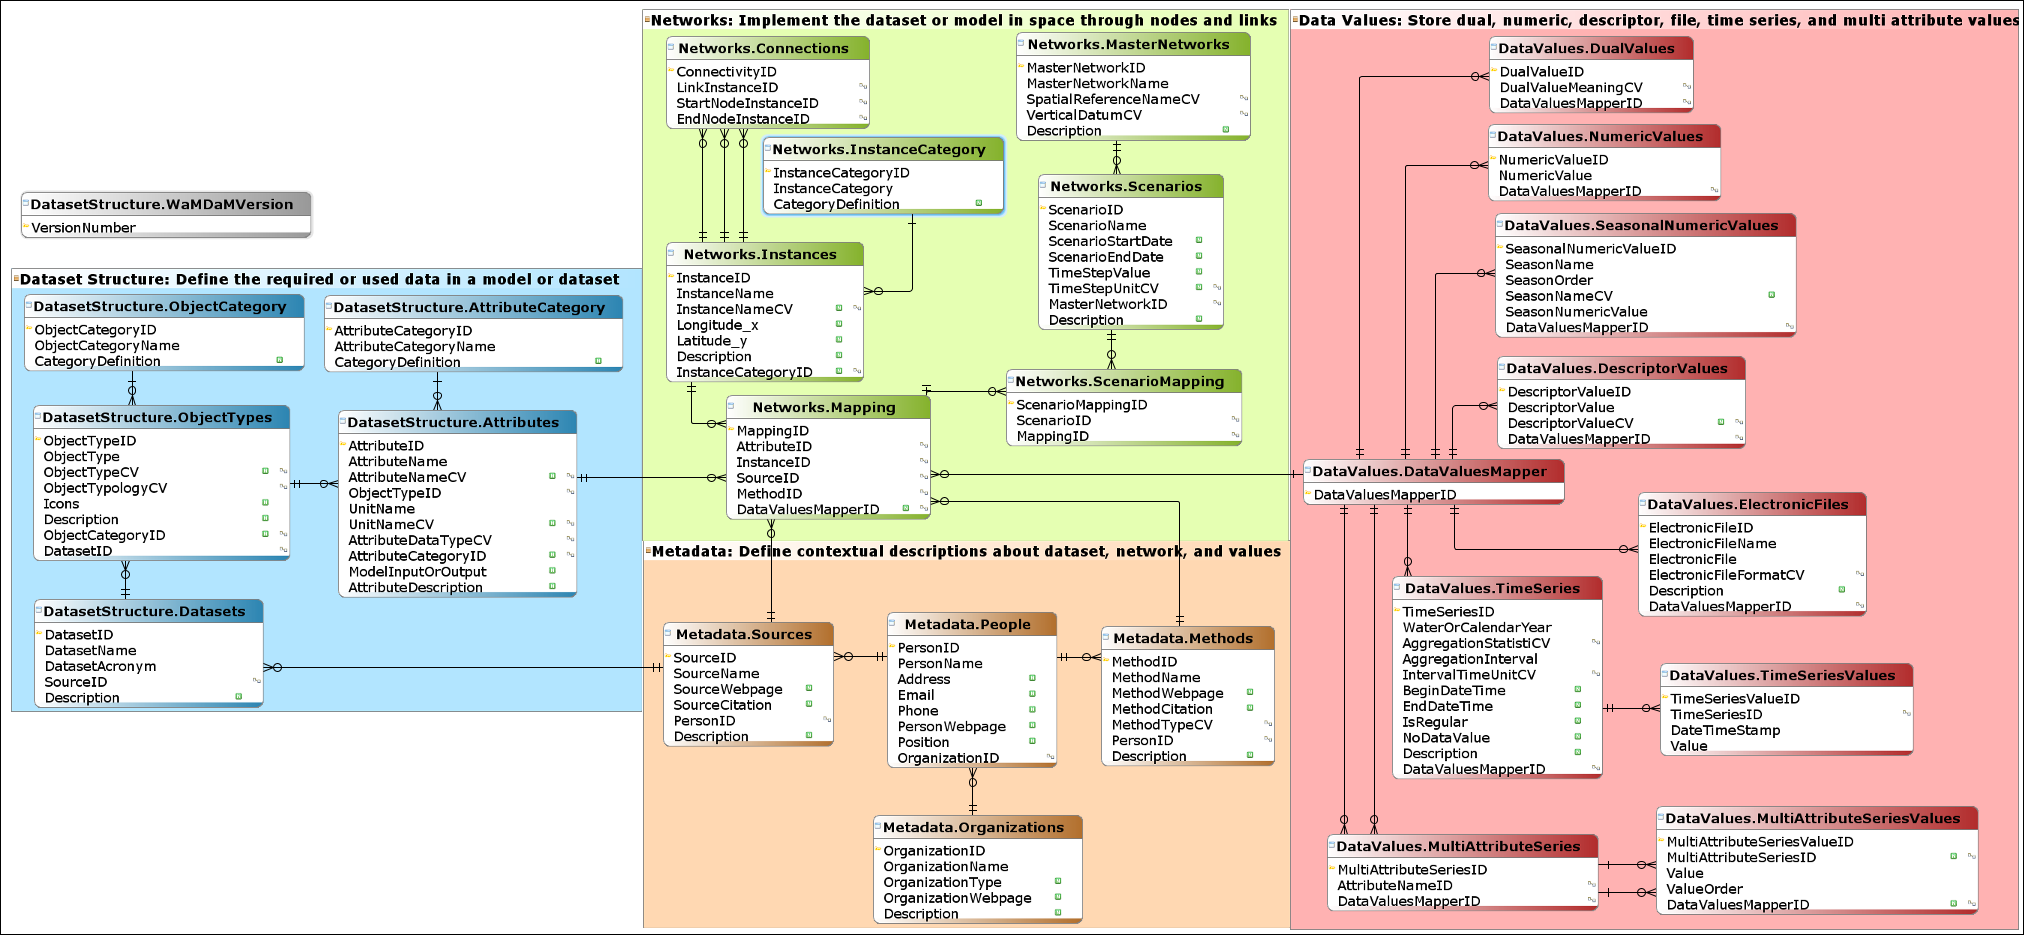 DatasetStructure.WaMDaMVersion
VersionNumber
Dataset Structure: Define the required or used data in a model or dataset
DatasetStructure.ObjectCategory
ObjectCategoryID
ObjectCategoryName
CategoryDefinition
DatasetStructure.AttributeCategory
AttributeCategoryID
AttributeCategoryName
CategoryDefinition
DatasetStructure.ObjectTypes
ObjectTypeID
ObjectType
ObjectTypeCV
ObjectTypologyCV
Icons
Description
ObjectCategoryID
DatasetID
DatasetStructure.Attributes
AttributeID
AttributeName
AttributeNameCV
ObjectTypeID
UnitName
UnitNameCV
AttributeDataTypeCV
AttributeCategoryID
ModelInputOrOutput
AttributeDescription
DatasetStructure.Datasets
DatasetID
DatasetName
DatasetAcronym
SourceID
Description
Networks: Implement the dataset or model in space through nodes and links
Networks.Connections
ConnectivityID
LinkInstanceID
StartNodeInstanceID
EndNodeInstanceID
Networks.MasterNetworks
MasterNetworkID
MasterNetworkName
SpatialReferenceNameCV
VerticalDatumCV
Description
Networks.InstanceCategory
InstanceCategoryID
InstanceCategory
CategoryDefinition
Networks.Scenarios
ScenarioID
ScenarioName
ScenarioStartDate
ScenarioEndDate
TimeStepValue
TimeStepUnitCV
MasterNetworkID
Description
Networks.Instances
InstanceID
InstanceName
InstanceNameCV
Longitude_x
Latitude_y
Description
InstanceCategoryID
Networks.ScenarioMapping
ScenarioMappingID
ScenarioID
MappingID
Networks.Mapping
MappingID
AttributeID
InstanceID
SourceID
MethodID
DataValuesMapperID
Metadata: Define contextual descriptions about dataset, network, and values
Metadata.Sources
SourceID
SourceName
SourceWebpage
SourceCitation
PersonID
Description
Metadata.People
PersonID
PersonName
Address
Email
Phone
PersonWebpage
Position
OrganizationID
Metadata.Methods
MethodID
MethodName
MethodWebpage
MethodCitation
MethodTypeCV
PersonID
Description
Metadata.Organizations
OrganizationID
OrganizationName
OrganizationType
OrganizationWebpage
Description
Data Values: Store dual, numeric, descriptor, file, time series, and multi attribute values
DataValues.DualValues
DualValueID
DualValueMeaningCV
DataValuesMapperID
DataValues.NumericValues
NumericValueID
NumericValue
DataValuesMapperID
DataValues.SeasonalNumericValues
SeasonalNumericValueID
SeasonName
SeasonOrder
SeasonNameCV
SeasonNumericValue
DataValuesMapperID
DataValues.DescriptorValues
DescriptorValueID
DescriptorValue
DescriptorValueCV
DataValuesMapperID
DataValues.DataValuesMapper
DataValuesMapperID
DataValues.ElectronicFiles
ElectronicFileID
ElectronicFileName
ElectronicFile
ElectronicFileFormatCV
Description
DataValuesMapperID
DataValues.TimeSeries
TimeSeriesID
WaterOrCalendarYear
AggregationStatistiCV
AggregationInterval
IntervalTimeUnitCV
BeginDateTime
EndDateTime
IsRegular
NoDataValue
Description
DataValuesMapperID
DataValues.TimeSeriesValues
TimeSeriesValueID
TimeSeriesID
DateTimeStamp
Value
DataValues.MultiAttributeSeries
MultiAttributeSeriesID
AttributeNameID
DataValuesMapperID
DataValues.MultiAttributeSeriesValues
MultiAttributeSeriesValueID
MultiAttributeSeriesID
Value
ValueOrder
DataValuesMapperID